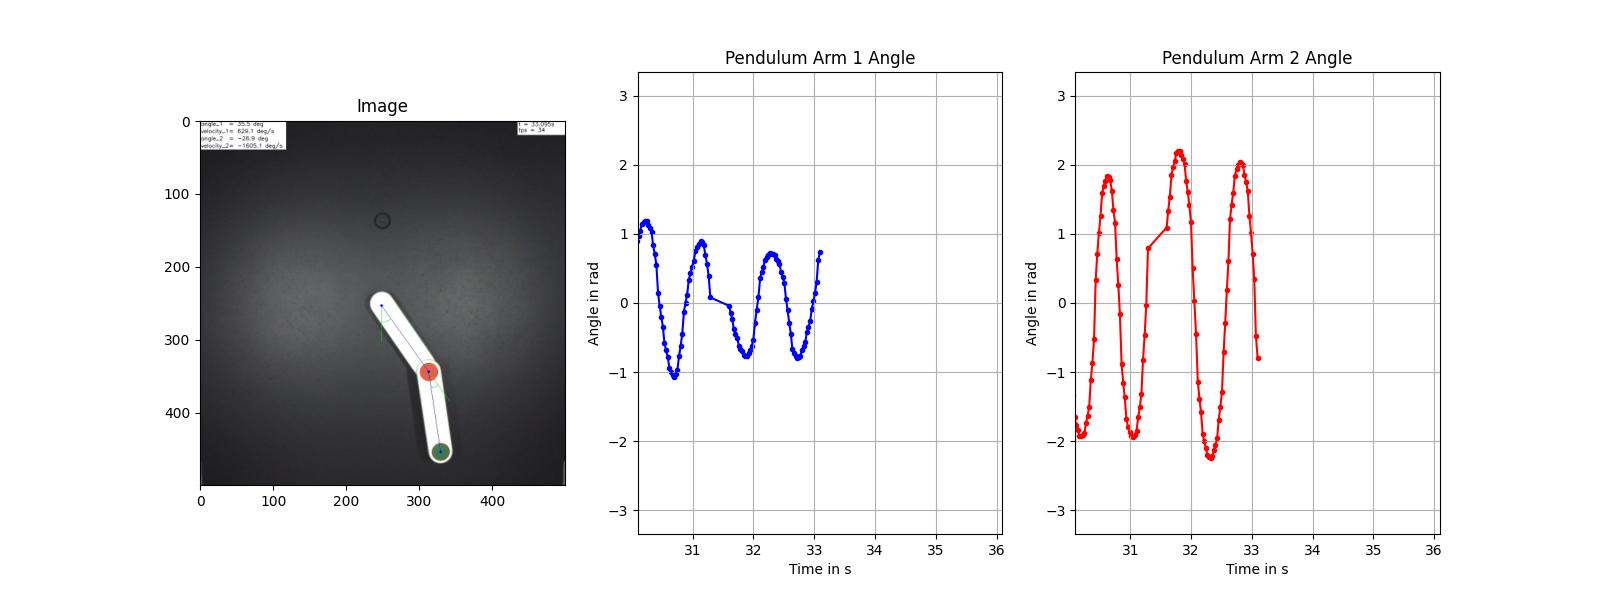 Image
Pendulum Arm 1 Angle
Pendulum Arm 2 Angle
angle_1 = 35.5 deg
velocity_1= 629.1 deg/s
angle_2 = -26.9 deg
velocity_2= -1605.1 deg/s
t = 33.095s
fps = 34
0
100
200
300
400
0 100 200 300 400
Angle in rad
3
2
1
0
−1
−2
−3
31 32 33 34 35 36
Time in s
Angle in rad
3
2
1
0
−1
−2
−3
31 32 33 34 35 36
Time in s